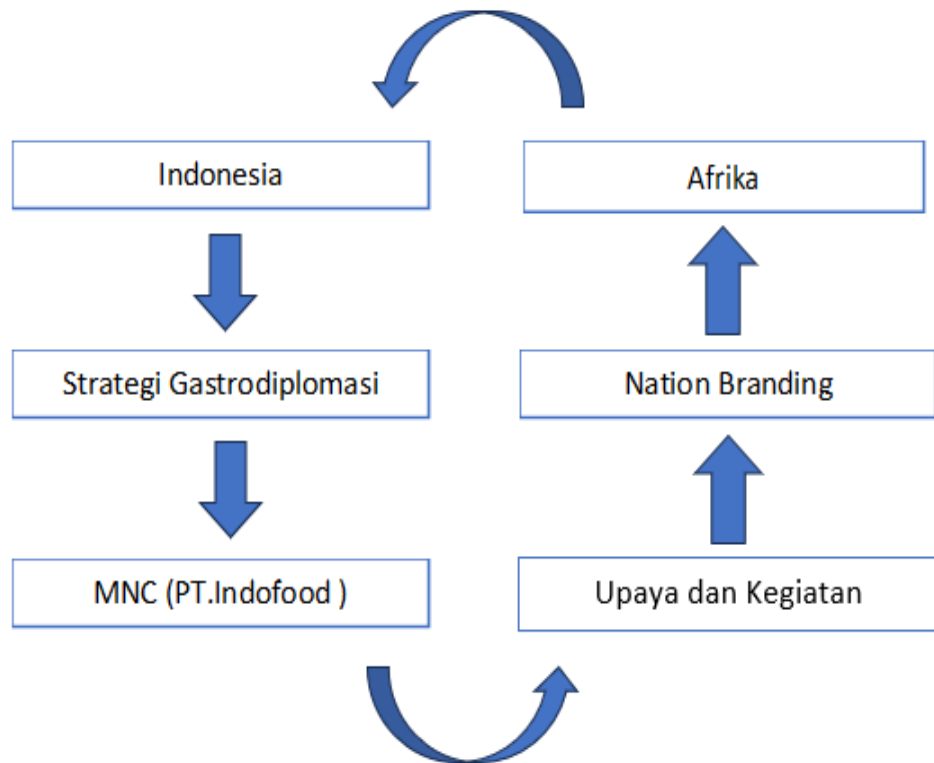 Indonesia
Afrika
Strategi Gastrodiplomasi
Nation Branding
MNC (PT.Indofood )
Upaya dan Kegiatan